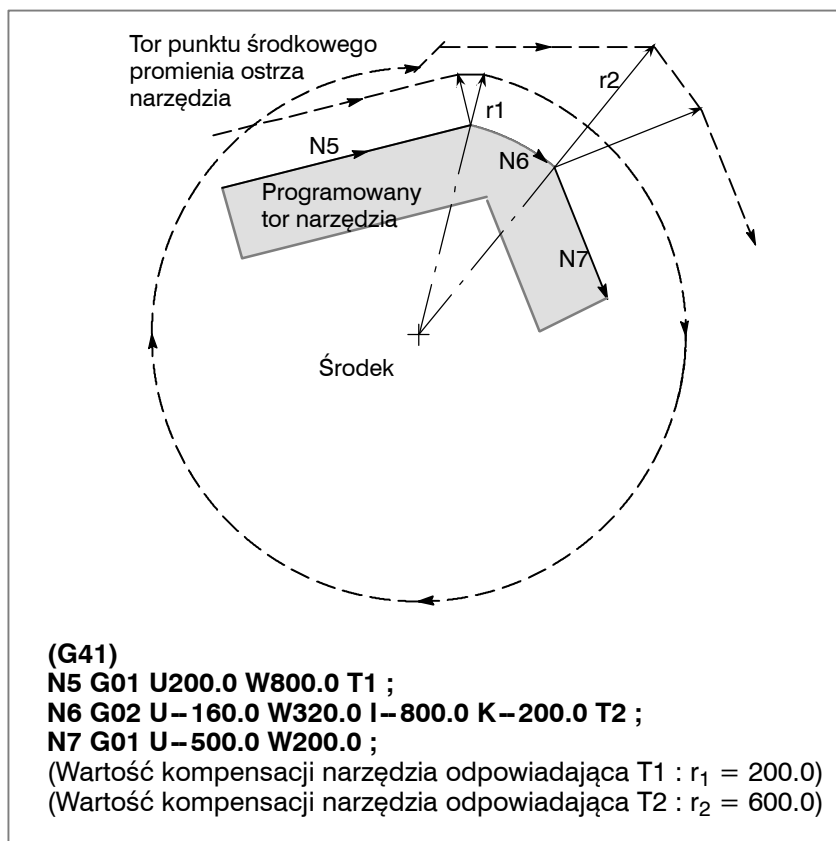 Tor punktu środkowego
promienia ostrza
narzędzia
r1
r2
N5
N6
Programowany
tor narzędzia
N7
Środek
(G41)
N5 G01 U200.0 W800.0 T1 ;
N6 G02 U--160.0 W320.0 I--800.0 K--200.0 T2 ;
N7 G01 U--500.0 W200.0 ;
(Wartość kompensacji narzędzia odpowiadająca T1 : r₁ = 200.0)
(Wartość kompensacji narzędzia odpowiadająca T2 : r₂ = 600.0)